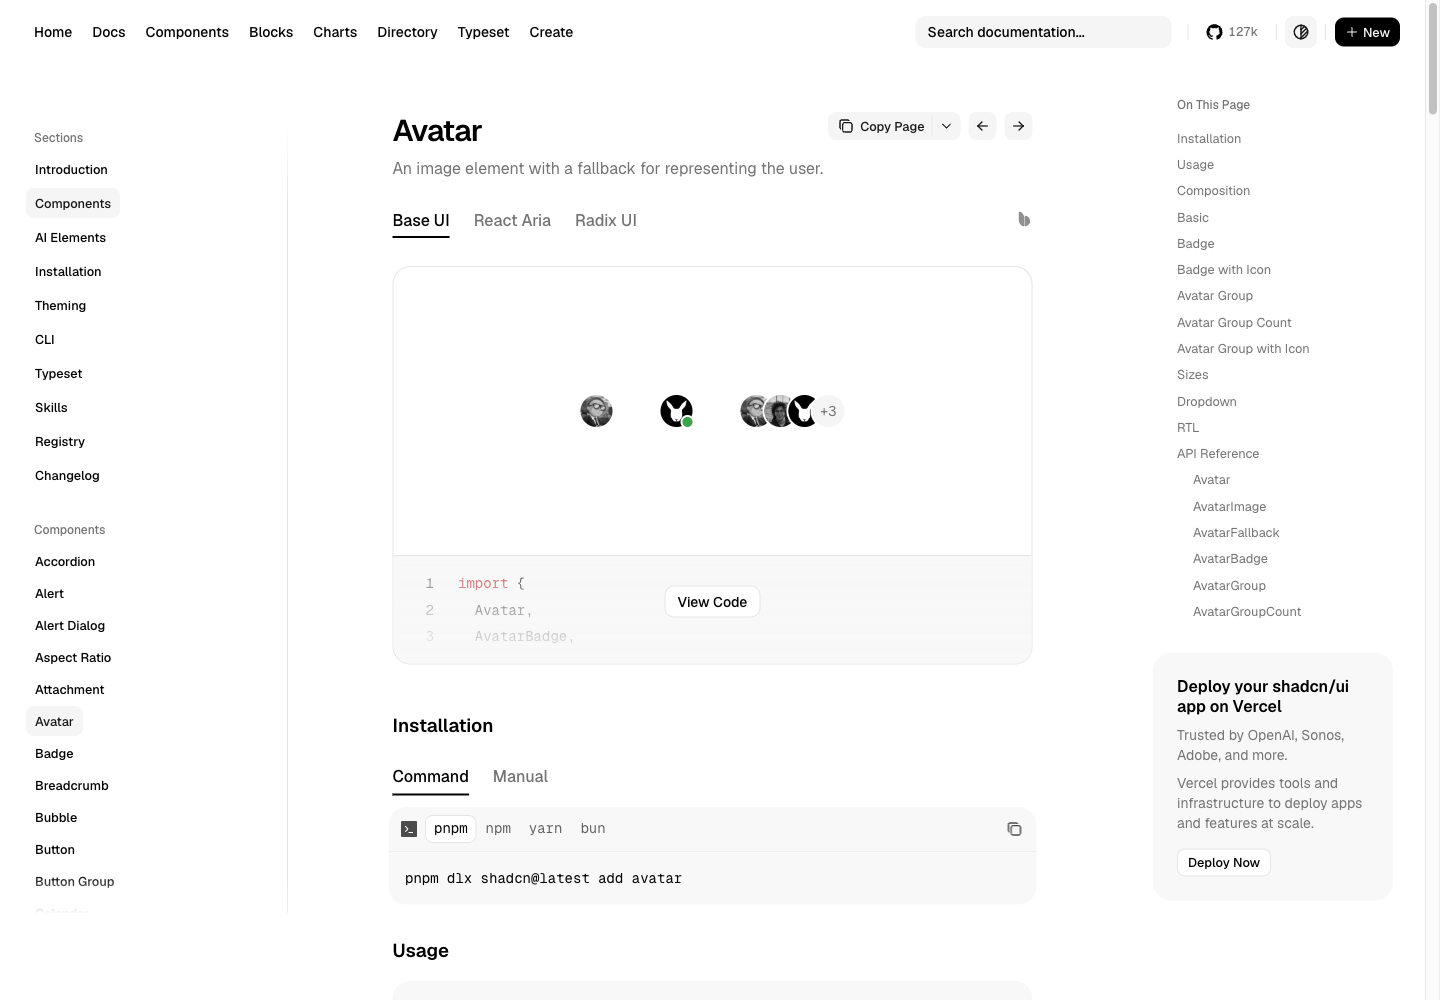 Home Docs Components Blocks Charts Directory Typeset Create
Search documentation...
127k
New
Sections
Introduction
Components
AI Elements
Installation
Theming
CLI
Typeset
Skills
Registry
Changelog
Components
Accordion
Alert
Alert Dialog
Aspect Ratio
Attachment
Avatar
Badge
Breadcrumb
Bubble
Button
Button Group
Calendar
Avatar
Copy Page
An image element with a fallback for representing the user.
Base UI React Aria Radix UI
+3
1 import {
2 Avatar,
3 AvatarBadge,
View Code
Installation
Command Manual
pnpm npm yarn bun
pnpm dlx shadcn@latest add avatar
Usage
On This Page
Installation
Usage
Composition
Basic
Badge
Badge with Icon
Avatar Group
Avatar Group Count
Avatar Group with Icon
Sizes
Dropdown
RTL
API Reference
Avatar
AvatarImage
AvatarFallback
AvatarBadge
AvatarGroup
AvatarGroupCount
Deploy your shadcn/ui
app on Vercel
Trusted by OpenAI, Sonos,
Adobe, and more.
Vercel provides tools and
infrastructure to deploy apps
and features at scale.
Deploy Now